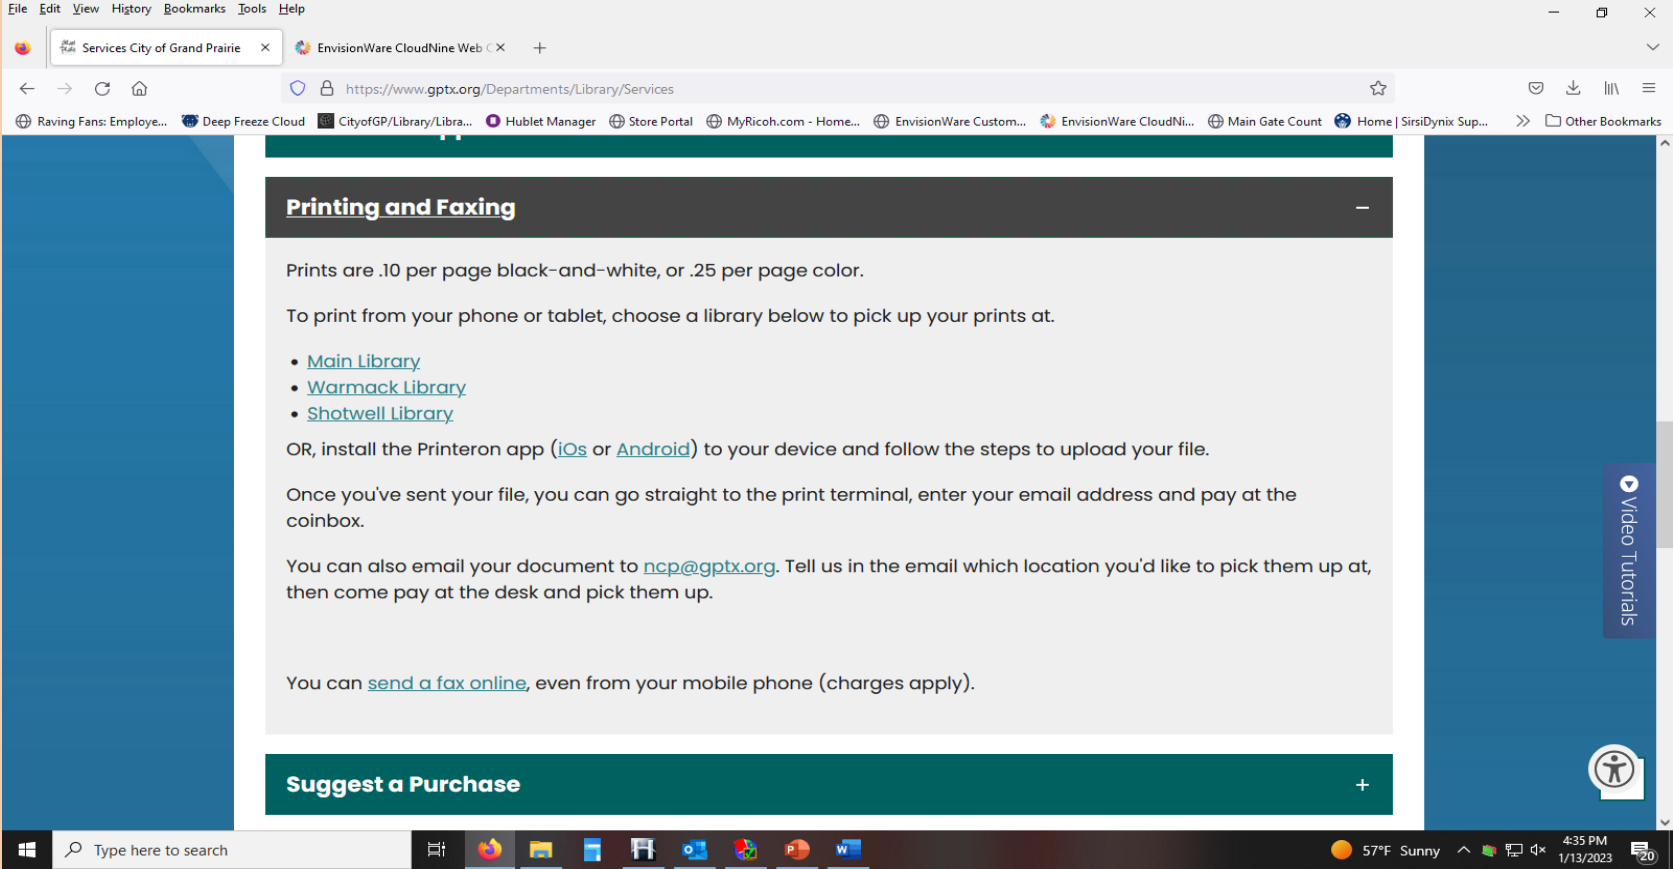 File Edit View History Bookmarks Tools Help
Services City of Grand Prairie
EnvisionWare CloudNine Web
https://www.gptx.org/Departments/Library/Services
Raving Fans: Employe... Deep Freeze Cloud CityofGP/Library/Libra... Hublet Manager Store Portal MyRicoh.com - Home... EnvisionWare Custom... EnvisionWare CloudNi... Main Gate Count Home | SirsiDynix Sup... Other Bookmarks
Printing and Faxing
Prints are .10 per page black-and-white, or .25 per page color.
To print from your phone or tablet, choose a library below to pick up your prints at.
• Main Library
• Warmack Library
• Shotwell Library
OR, install the Printeron app (iOs or Android) to your device and follow the steps to upload your file.
Once you've sent your file, you can go straight to the print terminal, enter your email address and pay at the
coinbox.
You can also email your document to ncp@gptx.org. Tell us in the email which location you'd like to pick them up at,
then come pay at the desk and pick them up.
You can send a fax online, even from your mobile phone (charges apply).
Video Tutorials
Suggest a Purchase
Type here to search
57°F Sunny
4:35 PM
1/13/2023
20